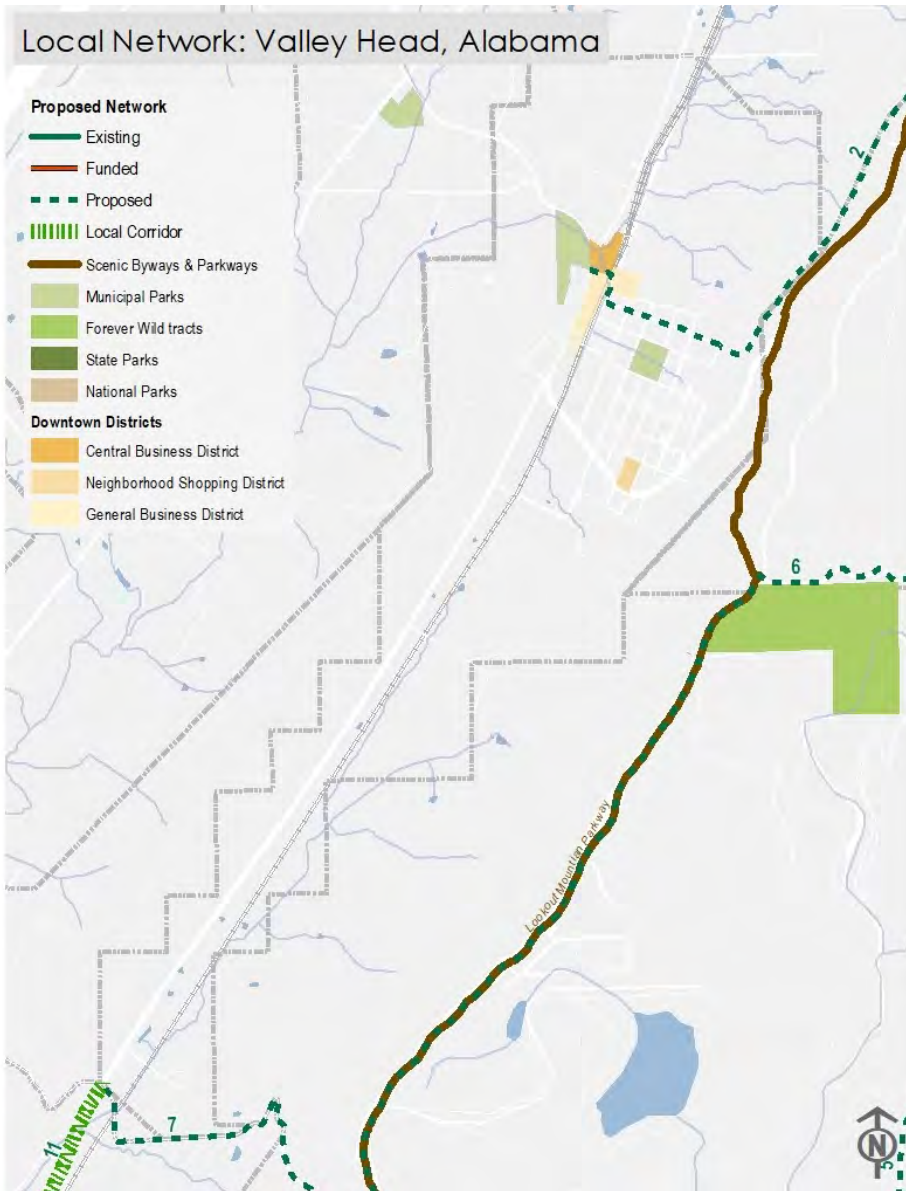 Local Network: Valley Head, Alabama
Proposed Network
Existing
Funded
Proposed
Local Corridor
Scenic Byways & Parkways
Municipal Parks
Forever Wild tracts
State Parks
National Parks
Downtown Districts
Central Business District
Neighborhood Shopping District
General Business District
2
6
Lookout Mountian Parkway
7
11
N
5